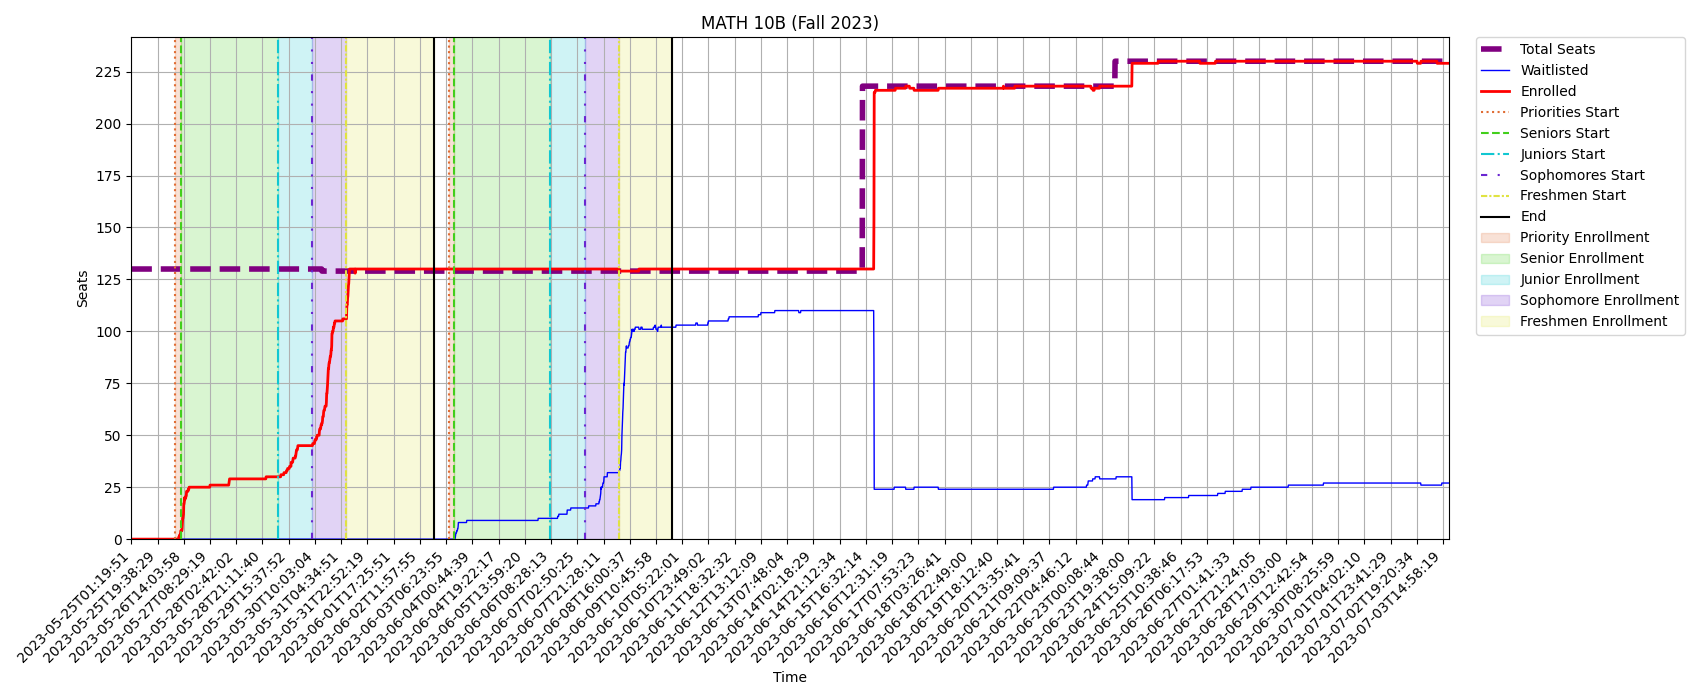 MATH 10B (Fall 2023)
Total Seats
Waitlisted
Enrolled
Priorities Start
Seniors Start
Juniors Start
Sophomores Start
Freshmen Start
End
Priority Enrollment
Senior Enrollment
Junior Enrollment
Sophomore Enrollment
Freshmen Enrollment
225
200
175
150
125
100
75
50
25
0
Seats
2023-05-25T01:19:51
2023-05-25T19:38:29
2023-05-26T14:03:58
2023-05-27T08:29:19
2023-05-28T02:42:02
2023-05-28T21:11:40
2023-05-29T15:37:52
2023-05-30T10:03:04
2023-05-31T04:34:51
2023-05-31T22:52:19
2023-06-01T17:25:51
2023-06-02T11:57:55
2023-06-03T06:23:55
2023-06-04T00:44:39
2023-06-04T19:22:17
2023-06-05T13:59:20
2023-06-06T08:28:13
2023-06-07T02:50:25
2023-06-07T21:28:11
2023-06-08T16:00:37
2023-06-09T10:45:58
2023-06-10T05:22:01
2023-06-10T23:49:02
2023-06-11T18:32:32
2023-06-12T13:12:09
2023-06-13T07:48:04
2023-06-14T02:18:29
2023-06-14T21:12:34
2023-06-15T16:32:14
2023-06-16T12:31:19
2023-06-17T07:53:23
2023-06-18T03:26:41
2023-06-18T22:49:00
2023-06-19T18:12:40
2023-06-20T13:35:41
2023-06-21T09:09:37
2023-06-22T04:46:12
2023-06-23T00:08:44
2023-06-23T19:38:00
2023-06-24T15:09:22
2023-06-25T10:38:46
2023-06-26T06:17:53
2023-06-27T01:41:33
2023-06-27T21:24:05
2023-06-28T17:03:00
2023-06-29T12:42:54
2023-06-30T08:25:59
2023-07-01T04:02:10
2023-07-01T23:41:29
2023-07-02T19:20:34
2023-07-03T14:58:19
Time